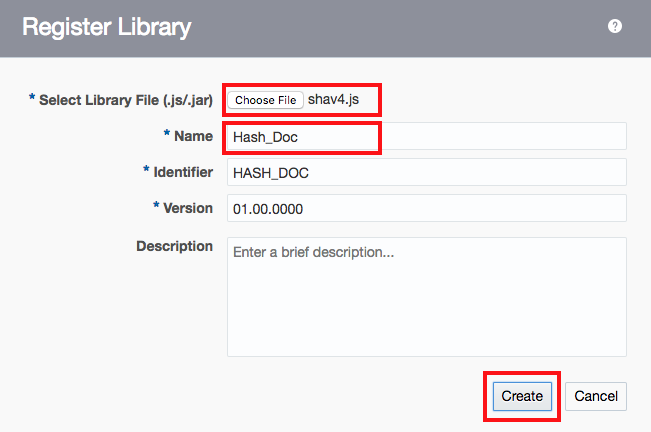 Register Library
?
* Select Library File (.js/.jar) Choose File shav4.js
* Name Hash_Doc
* Identifier HASH_DOC
* Version 01.00.0000
Description Enter a brief description...
Create Cancel